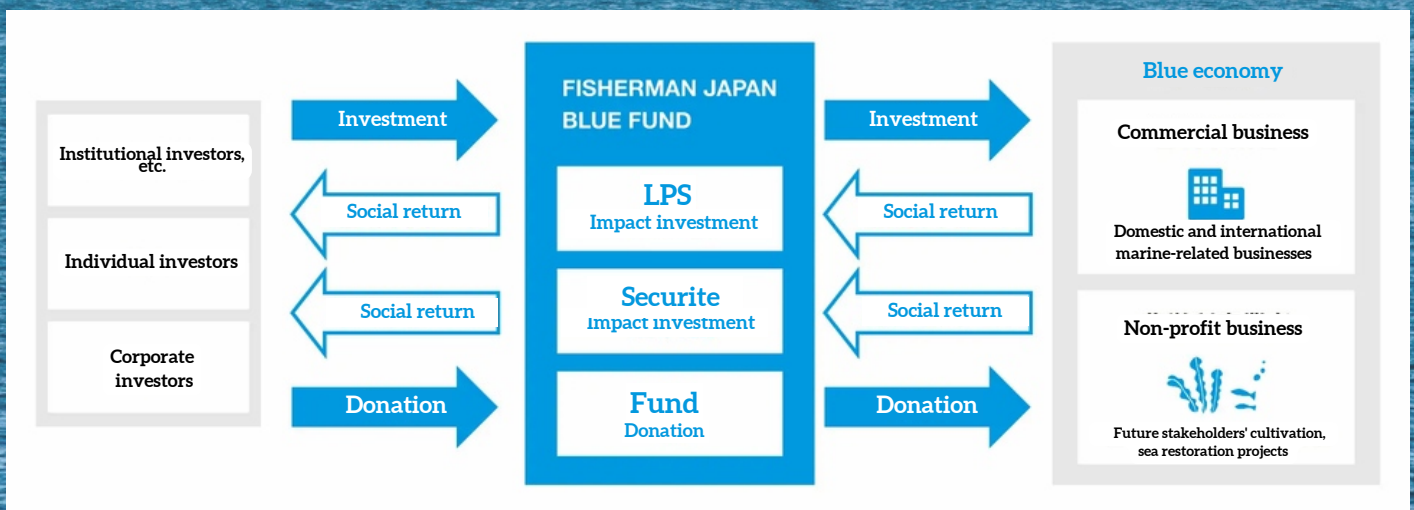 Institutional investors,
etc.
Individual investors
Corporate
investors
Investment
Social return
Social return
Donation
FISHERMAN JAPAN
BLUE FUND
LPS
Impact investment
Securite
Impact investment
Fund
Donation
Investment
Social return
Social return
Donation
Blue economy
Commercial business
Domestic and international
marine-related businesses
Non-profit business
Future stakeholders' cultivation,
sea restoration projects